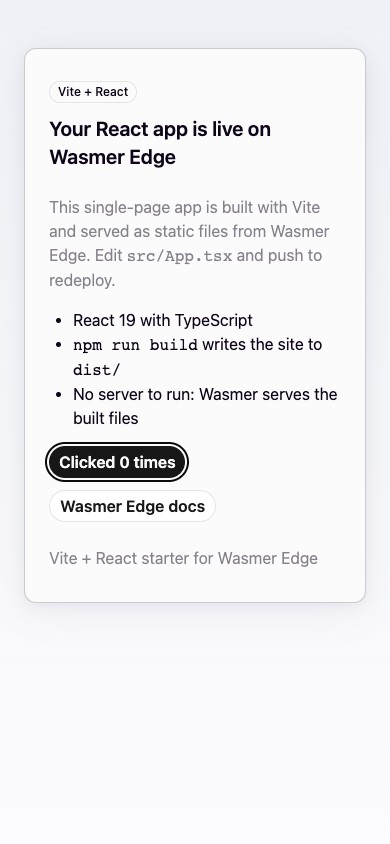 Vite + React
Your React app is live on
Wasmer Edge
This single-page app is built with Vite
and served as static files from Wasmer
Edge. Edit src/App.tsx and push to
redeploy.
• React 19 with TypeScript
• npm run build writes the site to
dist/
• No server to run: Wasmer serves the
built files
Clicked 0 times
Wasmer Edge docs
Vite + React starter for Wasmer Edge